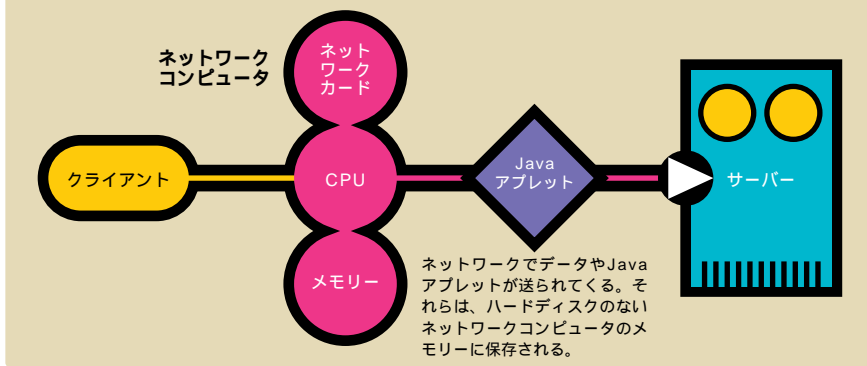 ネットワーク
コンピュータ
ネット
ワーク
カード
クライアント
CPU
Java
アプレット
サーバー
メモリー
ネットワークでデータやJava
アプレットが送られてくる。そ
れらは、ハードディスクのない
ネットワークコンピュータのメ
モリーに保存される。